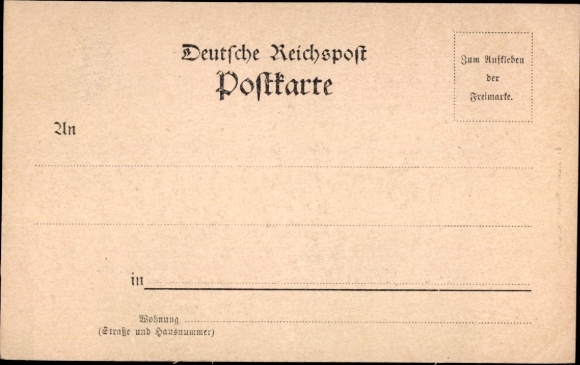 Deutsche Reichspost
Postkarte
Zum Aufkleben
der
Freimarke.
An
in
Wohnung
(Straße und Hausnummer)